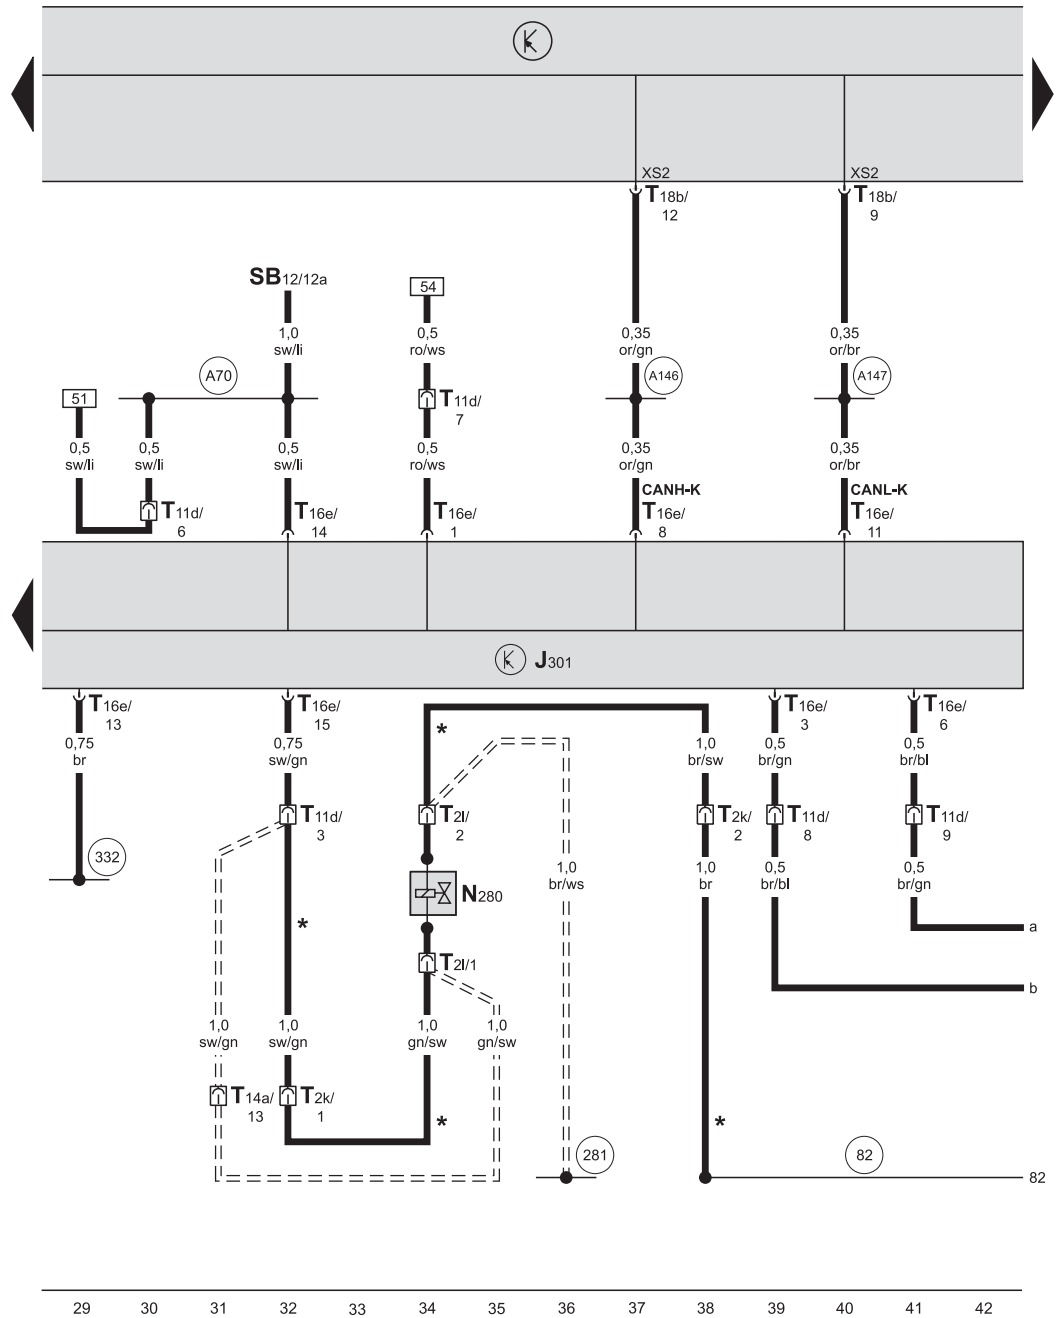 XS2 XS2
T18b/ T18b/
12 9
SB12/12a
54
1,0 0,5 0,35 0,35
sw/li ro/ws or/gn or/br
A70 A146 A147
51 T11d/
7
0,5 0,5 0,5 0,5 0,35 0,35
sw/li sw/li sw/li ro/ws or/gn or/br
CANH-K CANL-K
T11d/ T16e/ T16e/ T16e/ T16e/
6 14 1 8 11
J301
T16e/ T16e/ T16e/ T16e/
13 15 * 3 6
0,75 0,75 1,0 0,5 0,5
br sw/gn br/sw br/gn br/bl
T11d/ T2l/ T2k/ T11d/ T11d/
3 2 2 8 9
332 1,0 1,0 0,5 0,5
br/ws br br/bl br/gn
N280
* a
T2l/1
b
1,0 1,0 1,0 1,0
sw/gn sw/gn gn/sw gn/sw
T14a/ T2k/
13 1 * *
281 82
82
29 30 31 32 33 34 35 36 37 38 39 40 41 42